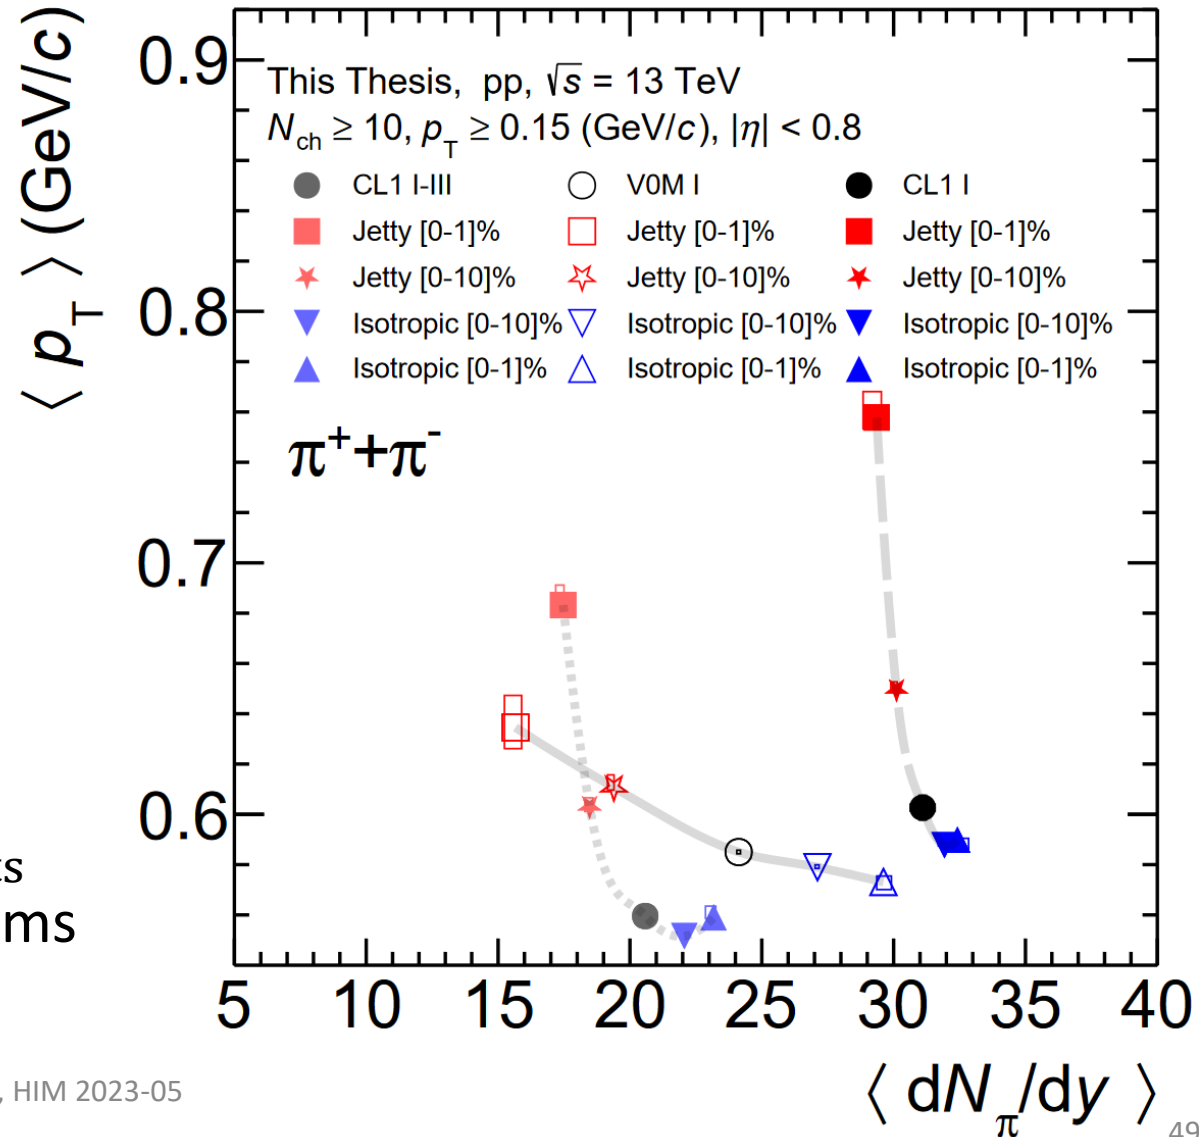 ⟨ p_T ⟩ (GeV/c)
0.9
0.8
0.7
0.6
This Thesis, pp, √s = 13 TeV
N_ch ≥ 10, p_T ≥ 0.15 (GeV/c), |η| < 0.8
CL1 I-III V0M I CL1 I
Jetty [0-1]% Jetty [0-1]% Jetty [0-1]%
Jetty [0-10]% Jetty [0-10]% Jetty [0-10]%
Isotropic [0-10]% Isotropic [0-10]% Isotropic [0-10]%
Isotropic [0-1]% Isotropic [0-1]% Isotropic [0-1]%
π⁺+π⁻
ms
5 10 15 20 25 30 35 40
⟨ dN_π/dy ⟩
, HIM 2023-05
49